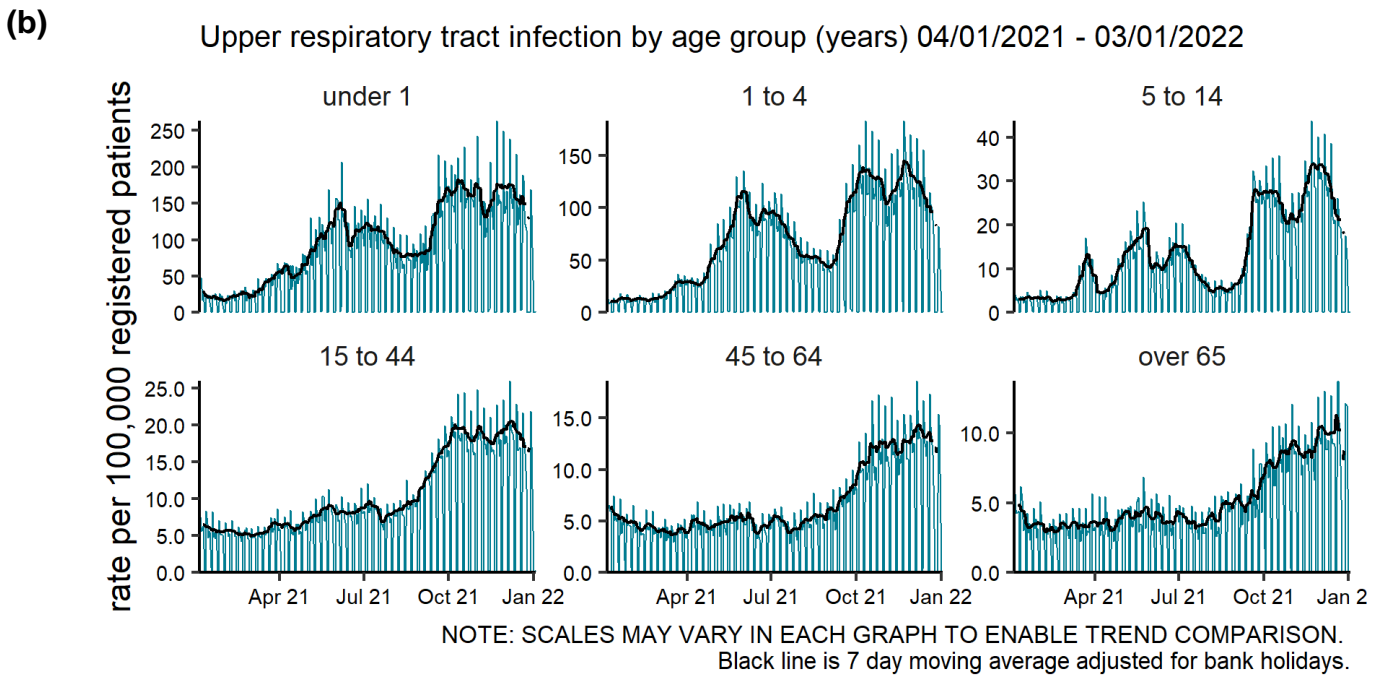 (b)
Upper respiratory tract infection by age group (years) 04/01/2021 - 03/01/2022
rate per 100,000 registered patients
under 1
250
200
150
100
50
0
1 to 4
150
100
50
0
5 to 14
40
30
20
10
0
15 to 44
25.0
20.0
15.0
10.0
5.0
0.0
Apr 21 Jul 21 Oct 21 Jan 22
45 to 64
15.0
10.0
5.0
0.0
Apr 21 Jul 21 Oct 21 Jan 22
over 65
10.0
5.0
0.0
Apr 21 Jul 21 Oct 21 Jan 2
NOTE: SCALES MAY VARY IN EACH GRAPH TO ENABLE TREND COMPARISON.
Black line is 7 day moving average adjusted for bank holidays.